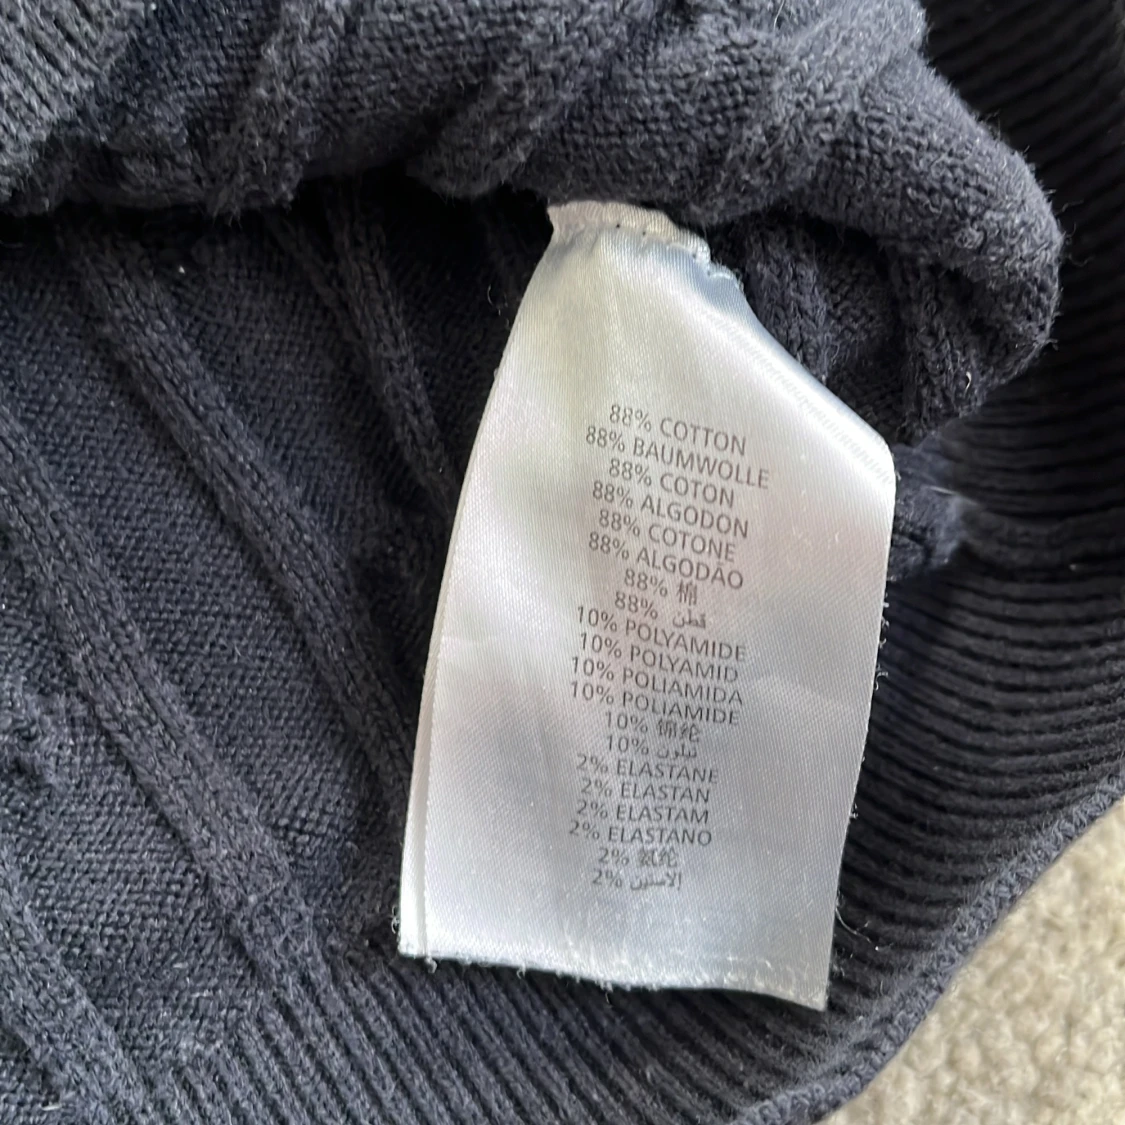 88% COTTON
88% BAUMWOLLE
88% COTON
88% ALGODON
88% COTONE
88% ALGODÃO
88% 棉
88% قطن
10% POLYAMIDE
10% POLYAMID
10% POLIAMIDA
10% POLIAMIDE
10% 锦纶
10% نيلون
2% ELASTANE
2% ELASTAN
2% ELASTAM
2% ELASTANO
2% 氨纶
2% الاستين